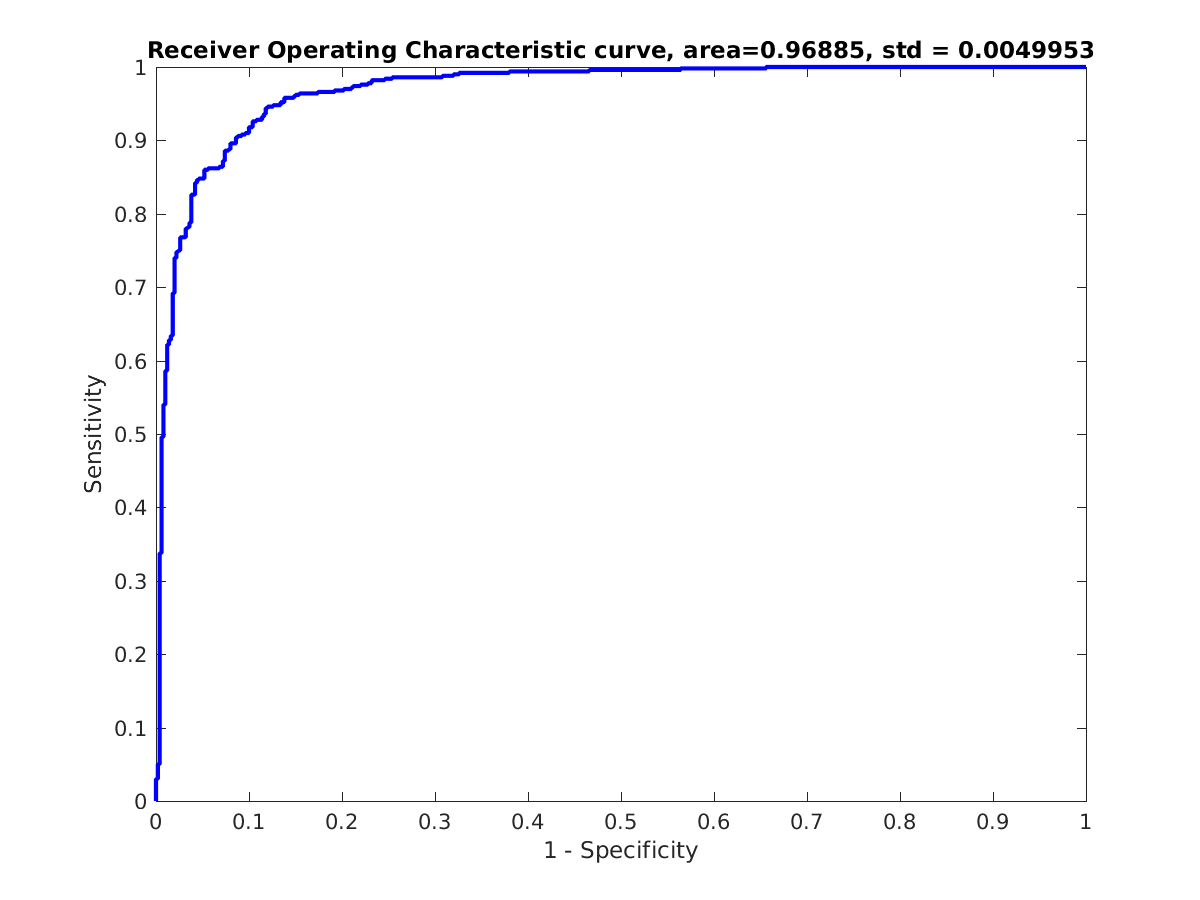 Receiver Operating Characteristic curve, area=0.96885, std = 0.0049953
1
0.9
0.8
0.7
0.6
0.5
0.4
0.3
0.2
0.1
0
Sensitivity
0 0.1 0.2 0.3 0.4 0.5 0.6 0.7 0.8 0.9 1
1 - Specificity